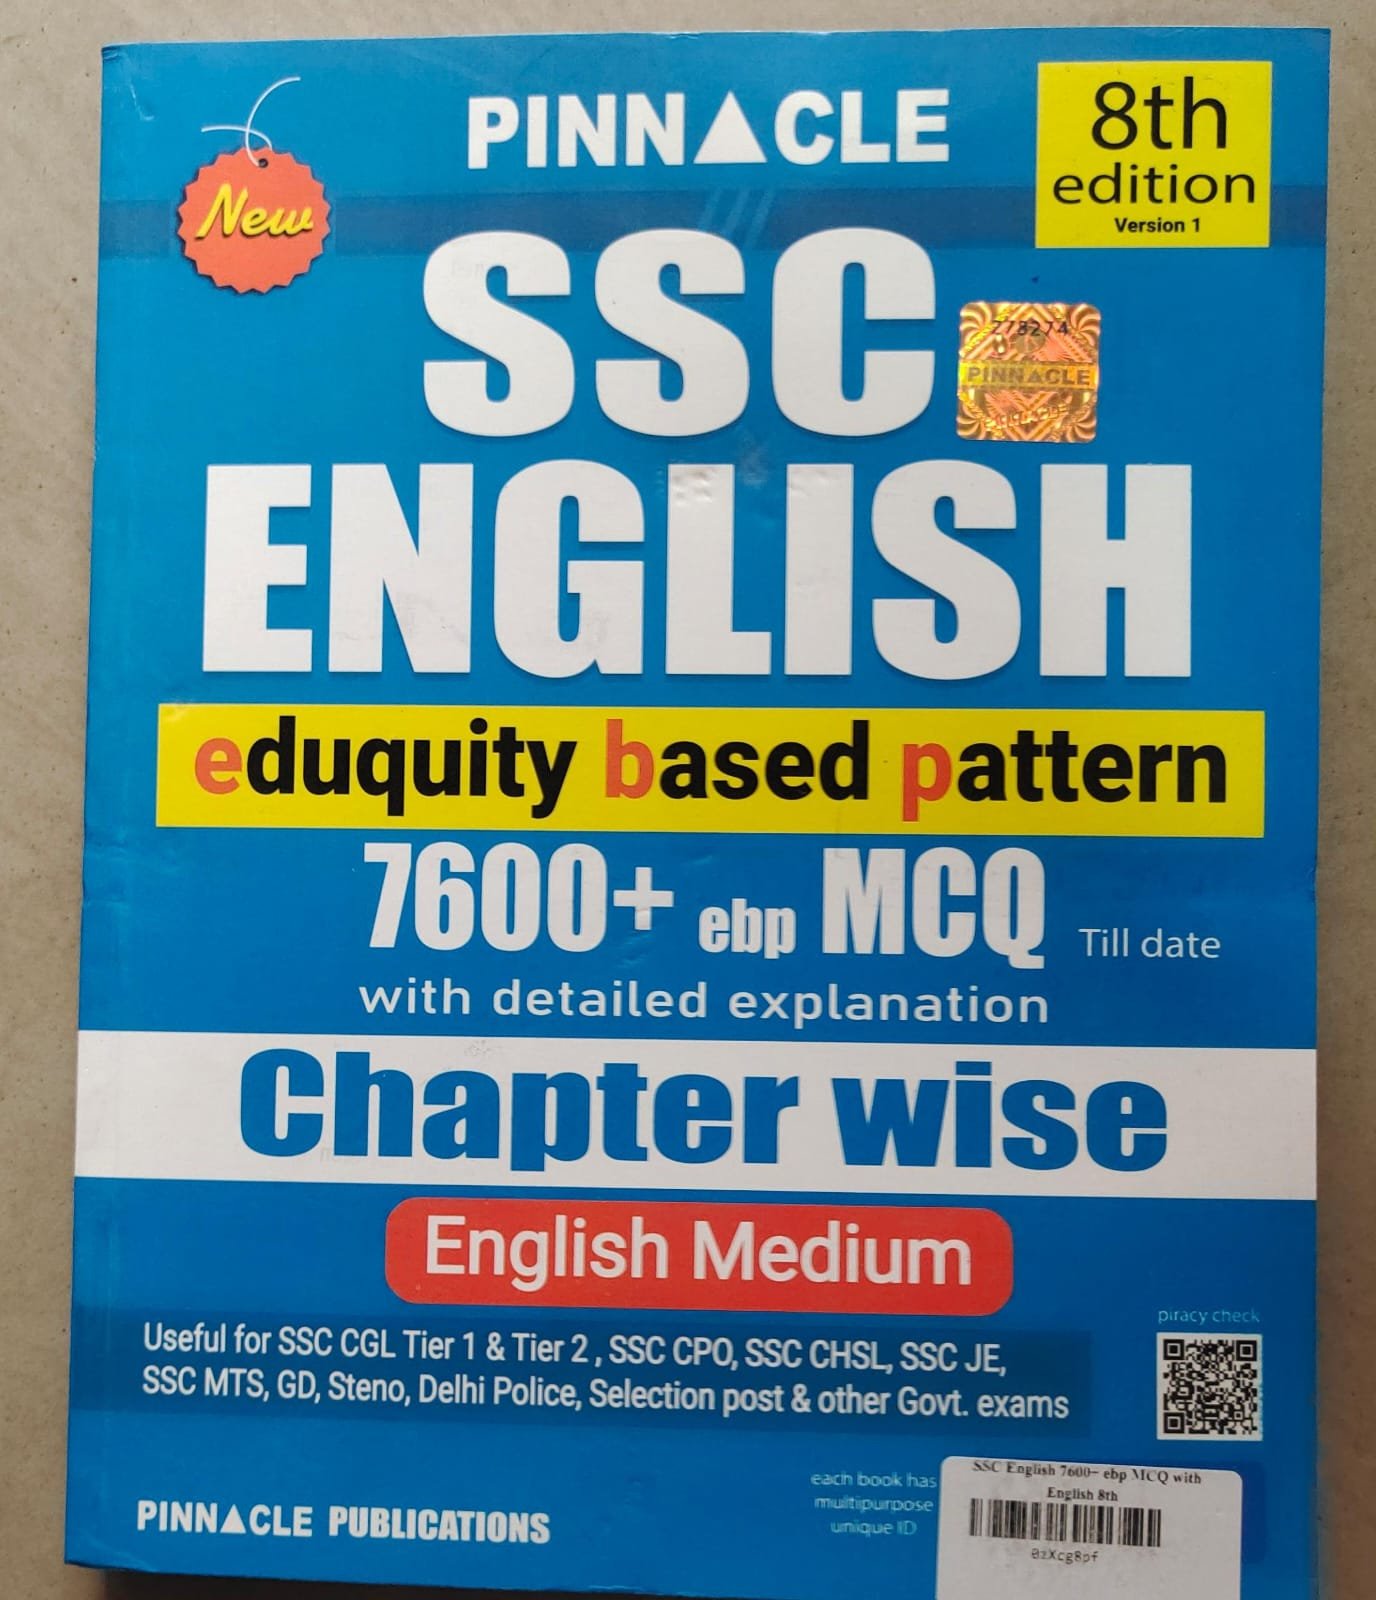 PINNACLE
8th
edition
Version 1
New
SSC
278274
PINNACLE
ENGLISH
eduquity based pattern
7600+ ebp MCQ Till date
with detailed explanation
Chapter wise
English Medium
piracy check
Useful for SSC CGL Tier 1 & Tier 2 , SSC CPO, SSC CHSL, SSC JE,
SSC MTS, GD, Steno, Delhi Police, Selection post & other Govt. exams
each book has
multipurpose
unique ID
SSC English 7600+ ebp MCQ with
English 8th
0zXcg8pf
PINNACLE PUBLICATIONS